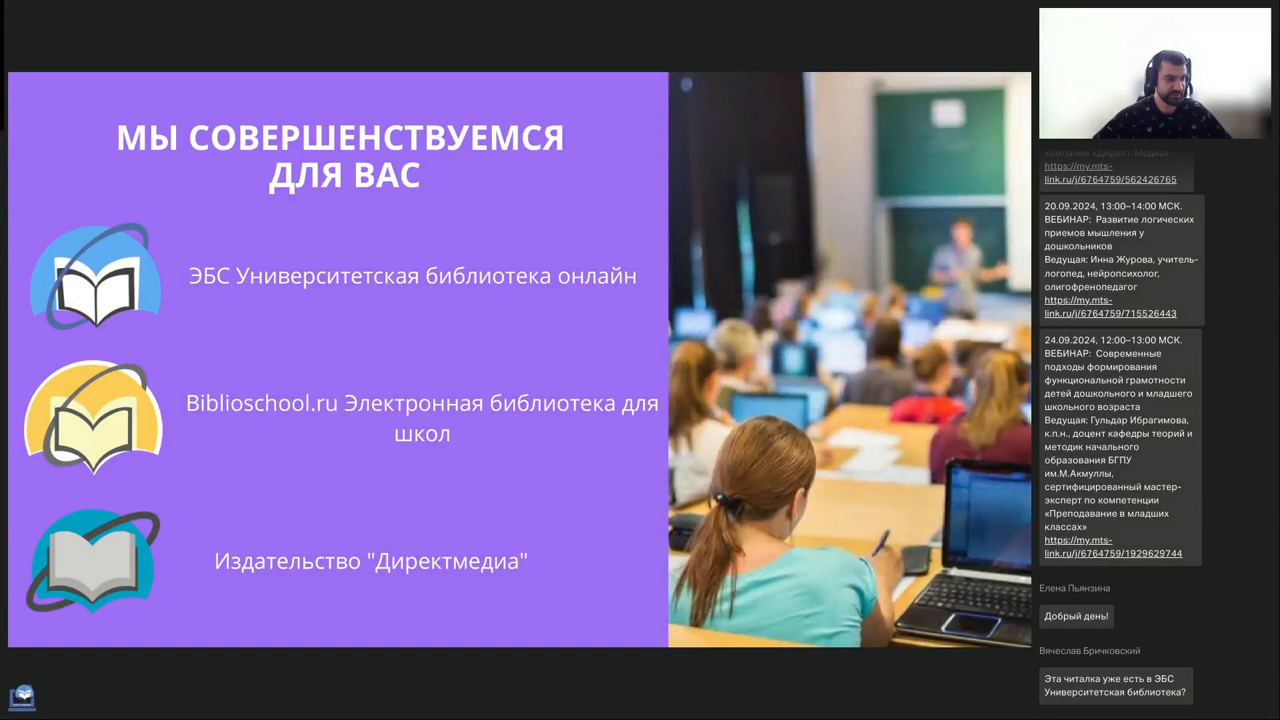 МЫ СОВЕРШЕНСТВУЕМСЯ
ДЛЯ ВАС
ЭБС Университетская библиотека онлайн
Biblioschool.ru Электронная библиотека для
школ
Издательство "Директмедиа"
компания «Директ-Медиа»
https://my.mts-
link.ru/j/6764759/562426765
20.09.2024, 13:00–14:00 МСК.
ВЕБИНАР:  Развитие логических
приемов мышления у
дошкольников
Ведущая: Инна Журова, учитель-
логопед, нейропсихолог,
олигофренопедагог
https://my.mts-
link.ru/j/6764759/715526443
24.09.2024, 12:00–13:00 МСК.
ВЕБИНАР:  Современные
подходы формирования
функциональной грамотности
детей дошкольного и младшего
школьного возраста
Ведущая: Гульдар Ибрагимова,
к.п.н., доцент кафедры теорий и
методик начального
образования БГПУ
им.М.Акмуллы,
сертифицированный мастер-
эксперт по компетенции
«Преподавание в младших
классах»
https://my.mts-
link.ru/j/6764759/1929629744
Елена Пьянзина
Добрый день!
Вячеслав Бричковский
Эта читалка уже есть в ЭБС
Университетская библиотека?